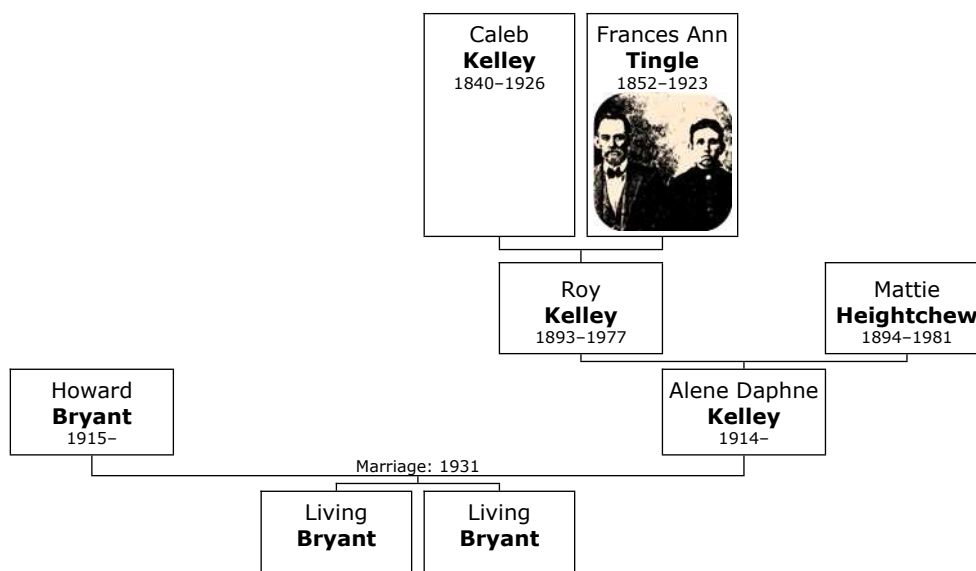 Caleb
Kelley
1840–1926
Frances Ann
Tingle
1852–1923
Roy
Kelley
1893–1977
Mattie
Heightchew
1894–1981
Howard
Bryant
1915–
Alene Daphne
Kelley
1914–
Marriage: 1931
Living
Bryant
Living
Bryant